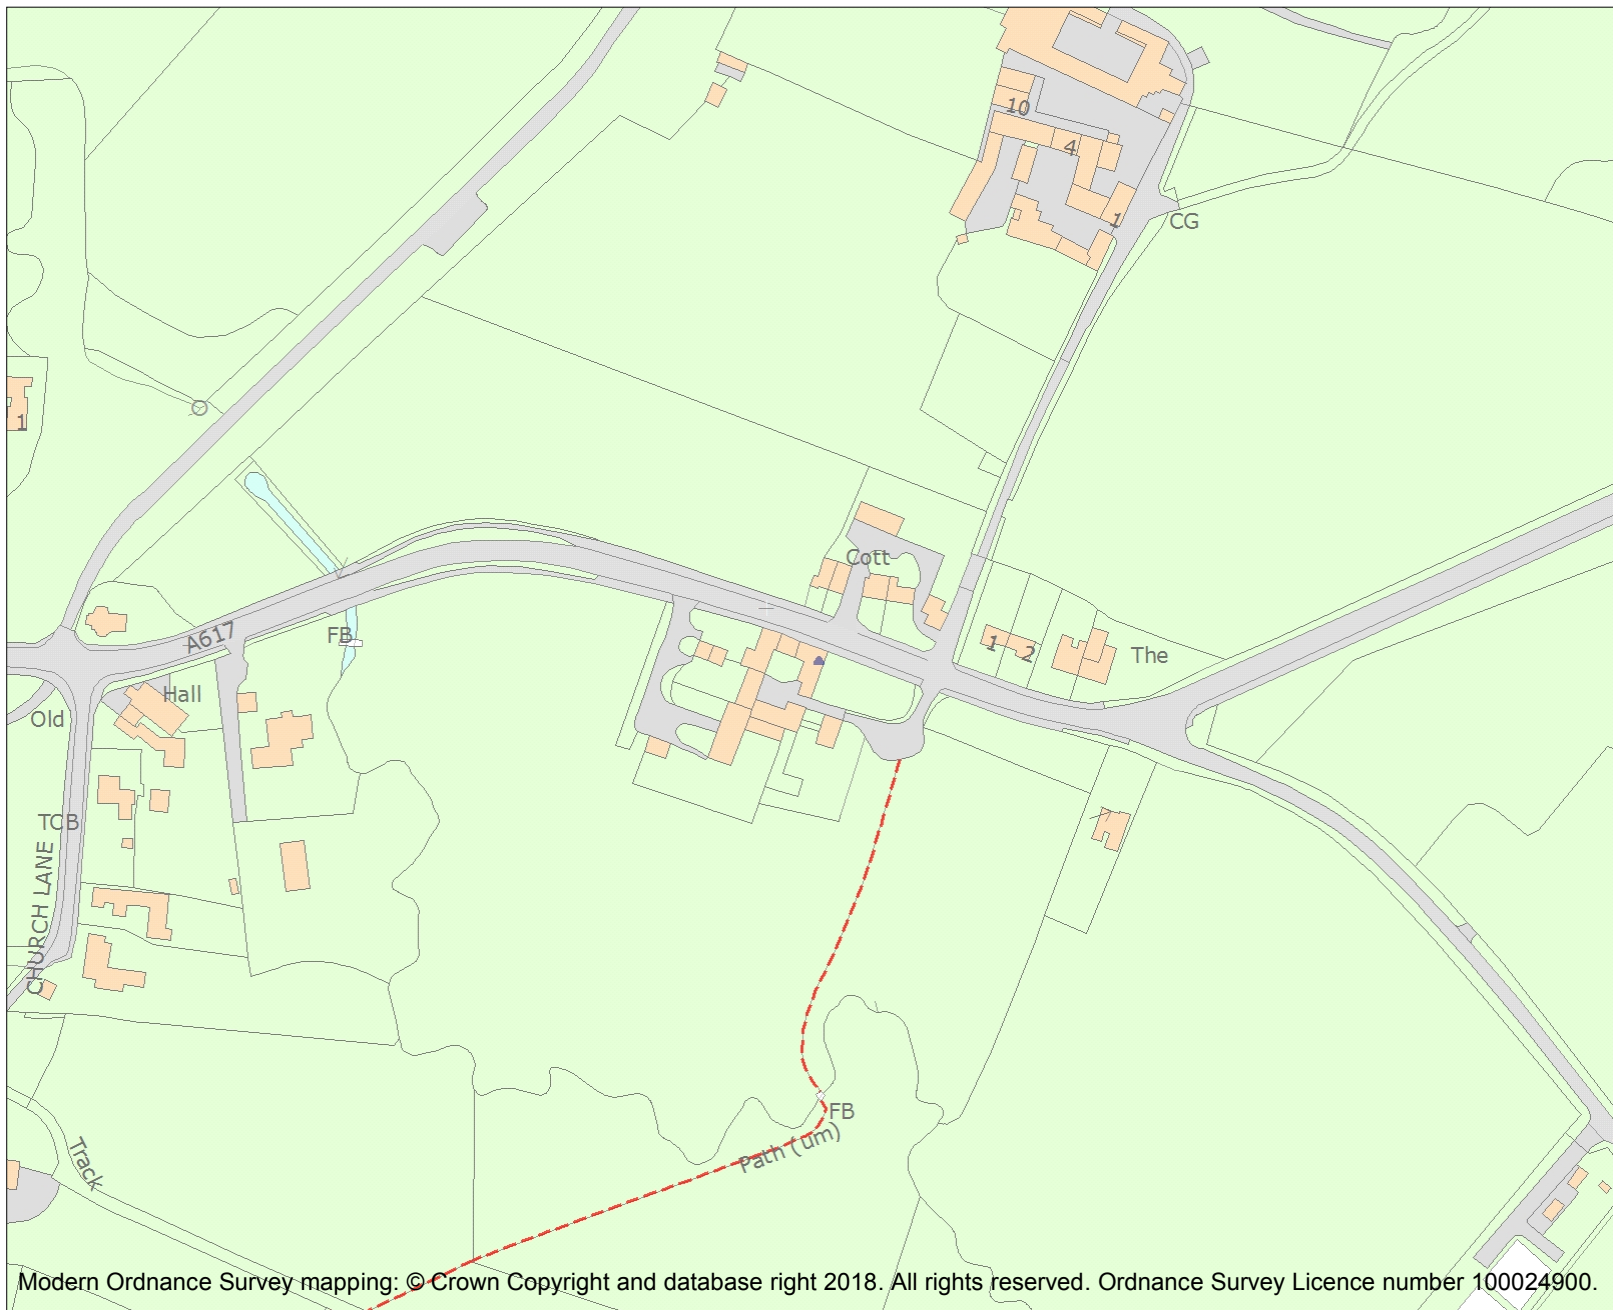 10
4
1
CG
1
Cott
A617
FB
1
2
The
Hall
Old
TCB
CHURCH LANE
FB
Path (um)
Track
Modern Ordnance Survey mapping: © Crown Copyright and database right 2018. All rights reserved. Ordnance Survey Licence number 100024900.